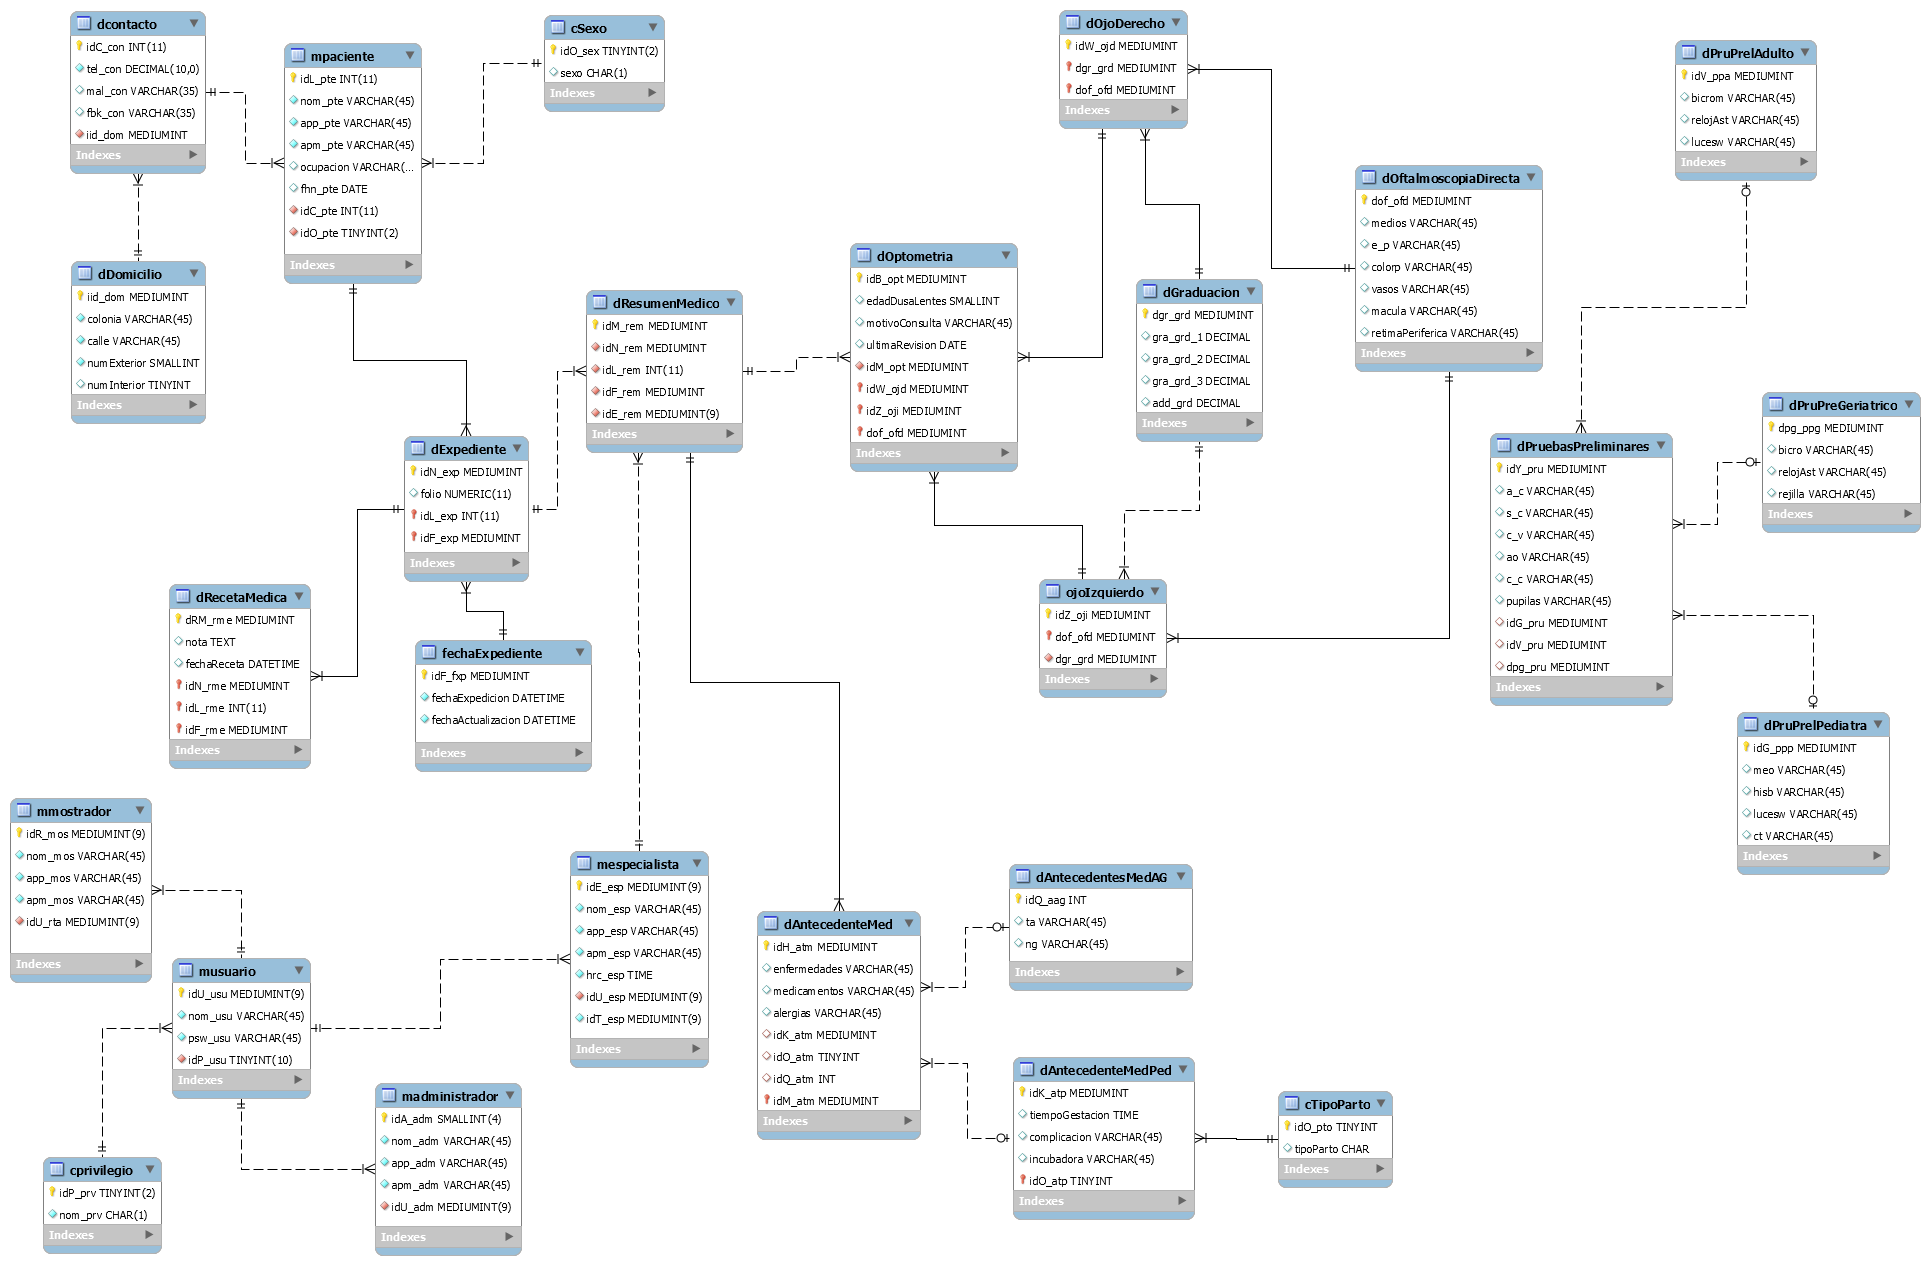 dcontacto
idC_con INT(11)
tel_con DECIMAL(10,0)
mal_con VARCHAR(35)
fbk_con VARCHAR(35)
iid_dom MEDIUMINT
Indexes
mpaciente
idL_pte INT(11)
nom_pte VARCHAR(45)
app_pte VARCHAR(45)
apm_pte VARCHAR(45)
ocupacion VARCHAR(...
fhn_pte DATE
idC_pte INT(11)
idO_pte TINYINT(2)
Indexes
cSexo
idO_sex TINYINT(2)
sexo CHAR(1)
Indexes
dDomicilio
iid_dom MEDIUMINT
colonia VARCHAR(45)
calle VARCHAR(45)
numExterior SMALLINT
numInterior TINYINT
Indexes
dResumenMedico
idM_rem MEDIUMINT
idN_rem MEDIUMINT
idL_rem INT(11)
idF_rem MEDIUMINT
idE_rem MEDIUMINT(9)
Indexes
dOptometria
idB_opt MEDIUMINT
edadDusaLentes SMALLINT
motivoConsulta VARCHAR(45)
ultimaRevision DATE
idM_opt MEDIUMINT
idW_ojd MEDIUMINT
idZ_oji MEDIUMINT
dof_ofd MEDIUMINT
Indexes
dOjoDerecho
idW_ojd MEDIUMINT
dgr_grd MEDIUMINT
dof_ofd MEDIUMINT
Indexes
dGraduacion
dgr_grd MEDIUMINT
gra_grd_1 DECIMAL
gra_grd_2 DECIMAL
gra_grd_3 DECIMAL
add_grd DECIMAL
Indexes
dOftalmoscopiaDirecta
dof_ofd MEDIUMINT
medios VARCHAR(45)
e_p VARCHAR(45)
colorp VARCHAR(45)
vasos VARCHAR(45)
macula VARCHAR(45)
retimaPeriferica VARCHAR(45)
Indexes
dPruPrelAdulto
idV_ppa MEDIUMINT
bicrom VARCHAR(45)
relojAst VARCHAR(45)
lucesw VARCHAR(45)
Indexes
dPruPreGeriatrico
dpg_ppg MEDIUMINT
bicro VARCHAR(45)
relojAst VARCHAR(45)
rejilla VARCHAR(45)
Indexes
dPruebasPreliminares
idY_pru MEDIUMINT
a_c VARCHAR(45)
s_c VARCHAR(45)
c_v VARCHAR(45)
ao VARCHAR(45)
c_c VARCHAR(45)
pupilas VARCHAR(45)
idG_pru MEDIUMINT
idV_pru MEDIUMINT
dpg_pru MEDIUMINT
Indexes
dPruPrelPediatra
idG_ppp MEDIUMINT
meo VARCHAR(45)
hisb VARCHAR(45)
lucesw VARCHAR(45)
ct VARCHAR(45)
Indexes
dExpediente
idN_exp MEDIUMINT
folio NUMERIC(11)
idL_exp INT(11)
idF_exp MEDIUMINT
Indexes
dRecetaMedica
dRM_rme MEDIUMINT
nota TEXT
fechaReceta DATETIME
idN_rme MEDIUMINT
idL_rme INT(11)
idF_rme MEDIUMINT
Indexes
fechaExpediente
idF_fxp MEDIUMINT
fechaExpedicion DATETIME
fechaActualizacion DATETIME
Indexes
ojoIzquierdo
idZ_oji MEDIUMINT
dof_ofd MEDIUMINT
dgr_grd MEDIUMINT
Indexes
mmostrador
idR_mos MEDIUMINT(9)
nom_mos VARCHAR(45)
app_mos VARCHAR(45)
apm_mos VARCHAR(45)
idU_rta MEDIUMINT(9)
Indexes
musuario
idU_usu MEDIUMINT(9)
nom_usu VARCHAR(45)
psw_usu VARCHAR(45)
idP_usu TINYINT(10)
Indexes
mespecialista
idE_esp MEDIUMINT(9)
nom_esp VARCHAR(45)
app_esp VARCHAR(45)
apm_esp VARCHAR(45)
hrc_esp TIME
idU_esp MEDIUMINT(9)
idT_esp MEDIUMINT(9)
Indexes
dAntecedenteMed
idH_atm MEDIUMINT
enfermedades VARCHAR(45)
medicamentos VARCHAR(45)
alergias VARCHAR(45)
idK_atm MEDIUMINT
idO_atm TINYINT
idQ_atm INT
idM_atm MEDIUMINT
Indexes
dAntecedentesMedAG
idQ_aag INT
ta VARCHAR(45)
ng VARCHAR(45)
Indexes
dAntecedenteMedPed
idK_atp MEDIUMINT
tiempoGestacion TIME
complicacion VARCHAR(45)
incubadora VARCHAR(45)
idO_atp TINYINT
Indexes
cTipoParto
idO_pto TINYINT
tipoParto CHAR
Indexes
madministrador
idA_adm SMALLINT(4)
nom_adm VARCHAR(45)
app_adm VARCHAR(45)
apm_adm VARCHAR(45)
idU_adm MEDIUMINT(9)
Indexes
cprivilegio
idP_prv TINYINT(2)
nom_prv CHAR(1)
Indexes